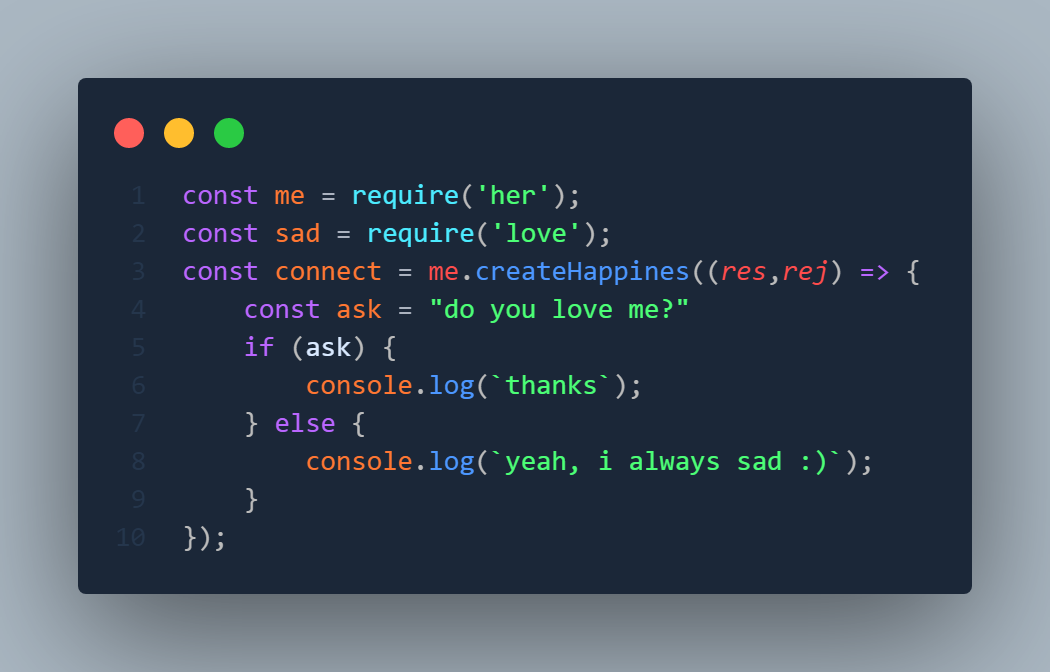 1 const me = require('her');
2 const sad = require('love');
3 const connect = me.createHappines((res,rej) => {
4     const ask = "do you love me?"
5     if (ask) {
6         console.log(`thanks`);
7     } else {
8         console.log(`yeah, i always sad :)`);
9     }
10 });